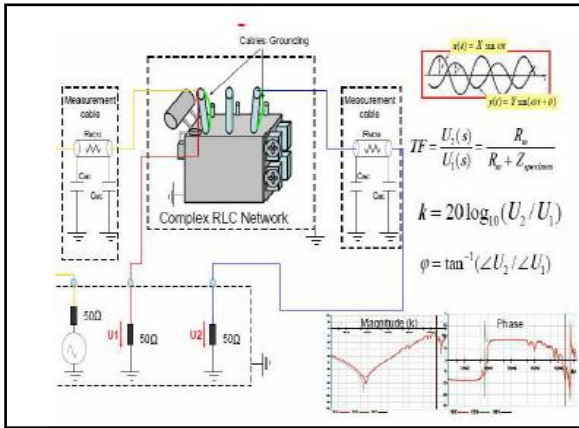 Cables Grounding
x(t) = X sin ωt
Measurement
cable
Measurement
cable
y(t) = Y sin(ωt + φ)
TF = U₂(s) / U₁(s) = Rₘ / (Rₘ + Z specimen)
k = 20 log₁₀(U₂ / U₁)
Complex RLC Network
φ = tan⁻¹(∠U₂ / ∠U₁)
50Ω
U1
50Ω
U2
50Ω
Magnitude (k)
Phase